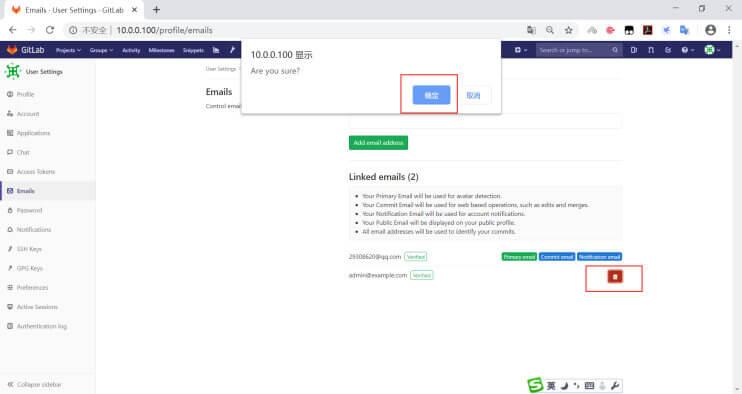 Emails · User Settings · GitLab
不安全 | 10.0.0.100/profile/emails
GitLab Projects Groups Activity Milestones Snippets
Search or jump to...
10.0.0.100 显示
Are you sure?
确定 取消
User Settings
Profile
Account
Applications
Chat
Access Tokens
Emails
Password
Notifications
SSH Keys
GPG Keys
Preferences
Active Sessions
Authentication log
Collapse sidebar
User Settings
Emails
Control email
Add email address
Linked emails (2)
Your Primary Email will be used for avatar detection.
Your Commit Email will be used for web based operations, such as edits and merges.
Your Notification Email will be used for account notifications.
Your Public Email will be displayed on your public profile.
All email addresses will be used to identify your commits.
29308620@qq.com Verified Primary email Commit email Notification email
admin@example.com Verified
英